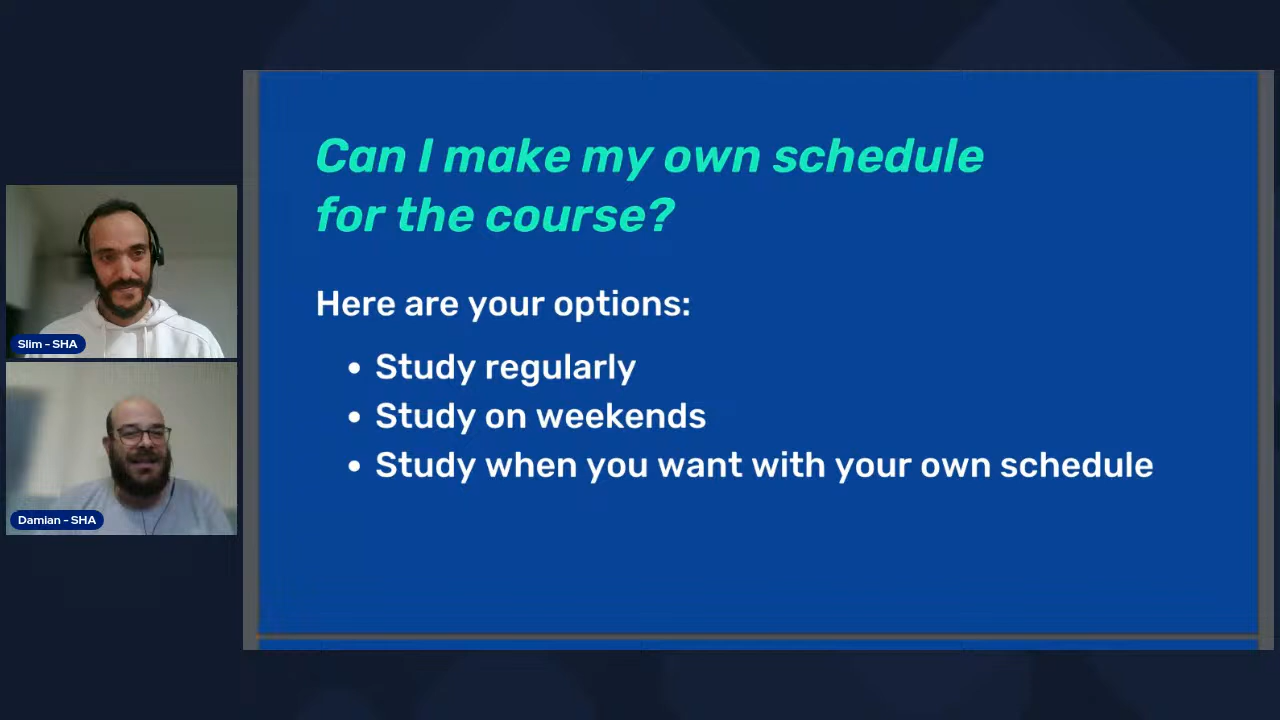 Can I make my own schedule
for the course?
Here are your options:
• Study regularly
• Study on weekends
• Study when you want with your own schedule
Slim - SHA
Damian - SHA